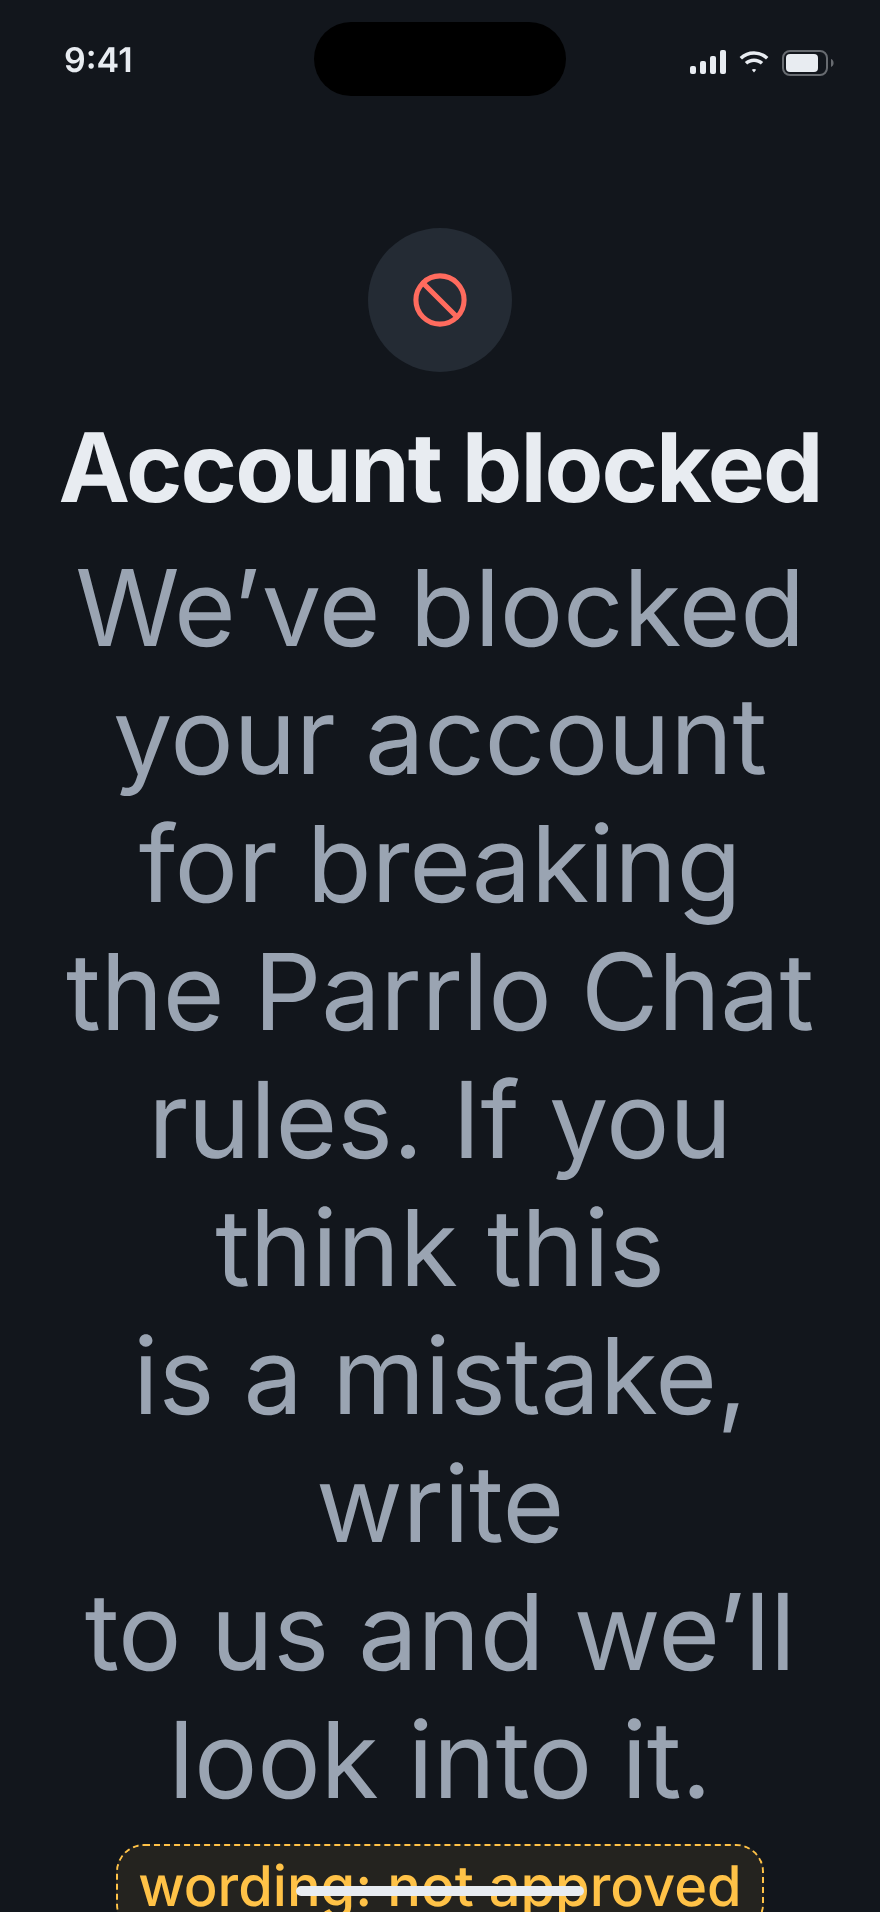 9:41
Account blocked
We’ve blocked
your account
for breaking
the Parrlo Chat
rules. If you
think this
is a mistake,
write
to us and we’ll
look into it.
wording: not approved